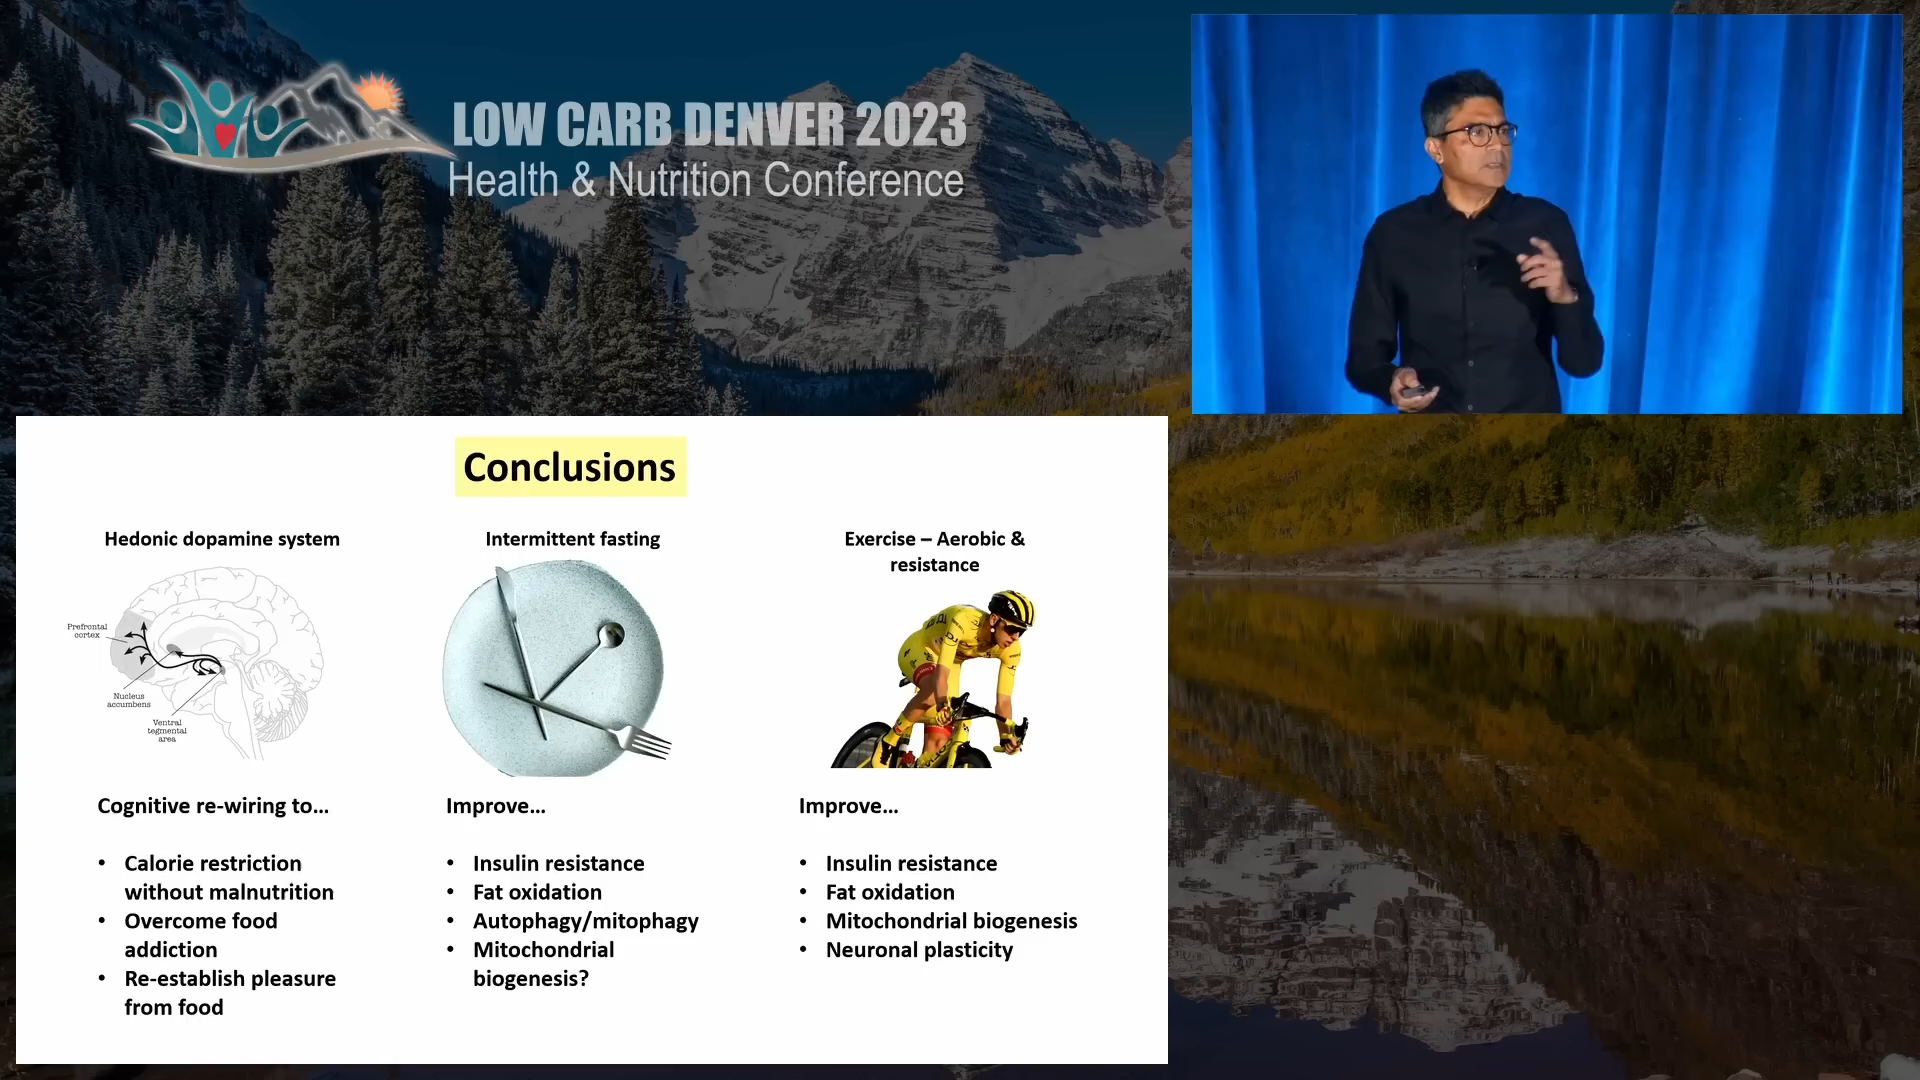 LOW CARB DENVER 2023
Health & Nutrition Conference
Conclusions
Hedonic dopamine system
Prefrontal
cortex
Nucleus
accumbens
Ventral
tegmental
area
Cognitive re-wiring to...
• Calorie restriction
without malnutrition
• Overcome food
addiction
• Re-establish pleasure
from food
Intermittent fasting
Improve...
• Insulin resistance
• Fat oxidation
• Autophagy/mitophagy
• Mitochondrial
biogenesis?
Exercise – Aerobic &
resistance
Improve...
• Insulin resistance
• Fat oxidation
• Mitochondrial biogenesis
• Neuronal plasticity